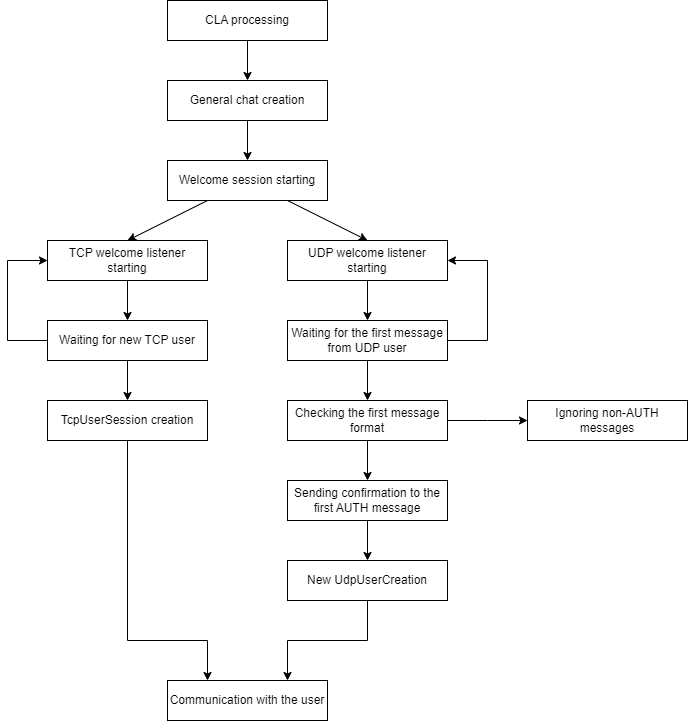 CLA processing
General chat creation
Welcome session starting
TCP welcome listener
starting
UDP welcome listener
starting
Waiting for new TCP user
Waiting for the first message
from UDP user
TcpUserSession creation
Checking the first message
format
Ignoring non-AUTH
messages
Sending confirmation to the
first AUTH message
New UdpUserCreation
Communication with the user